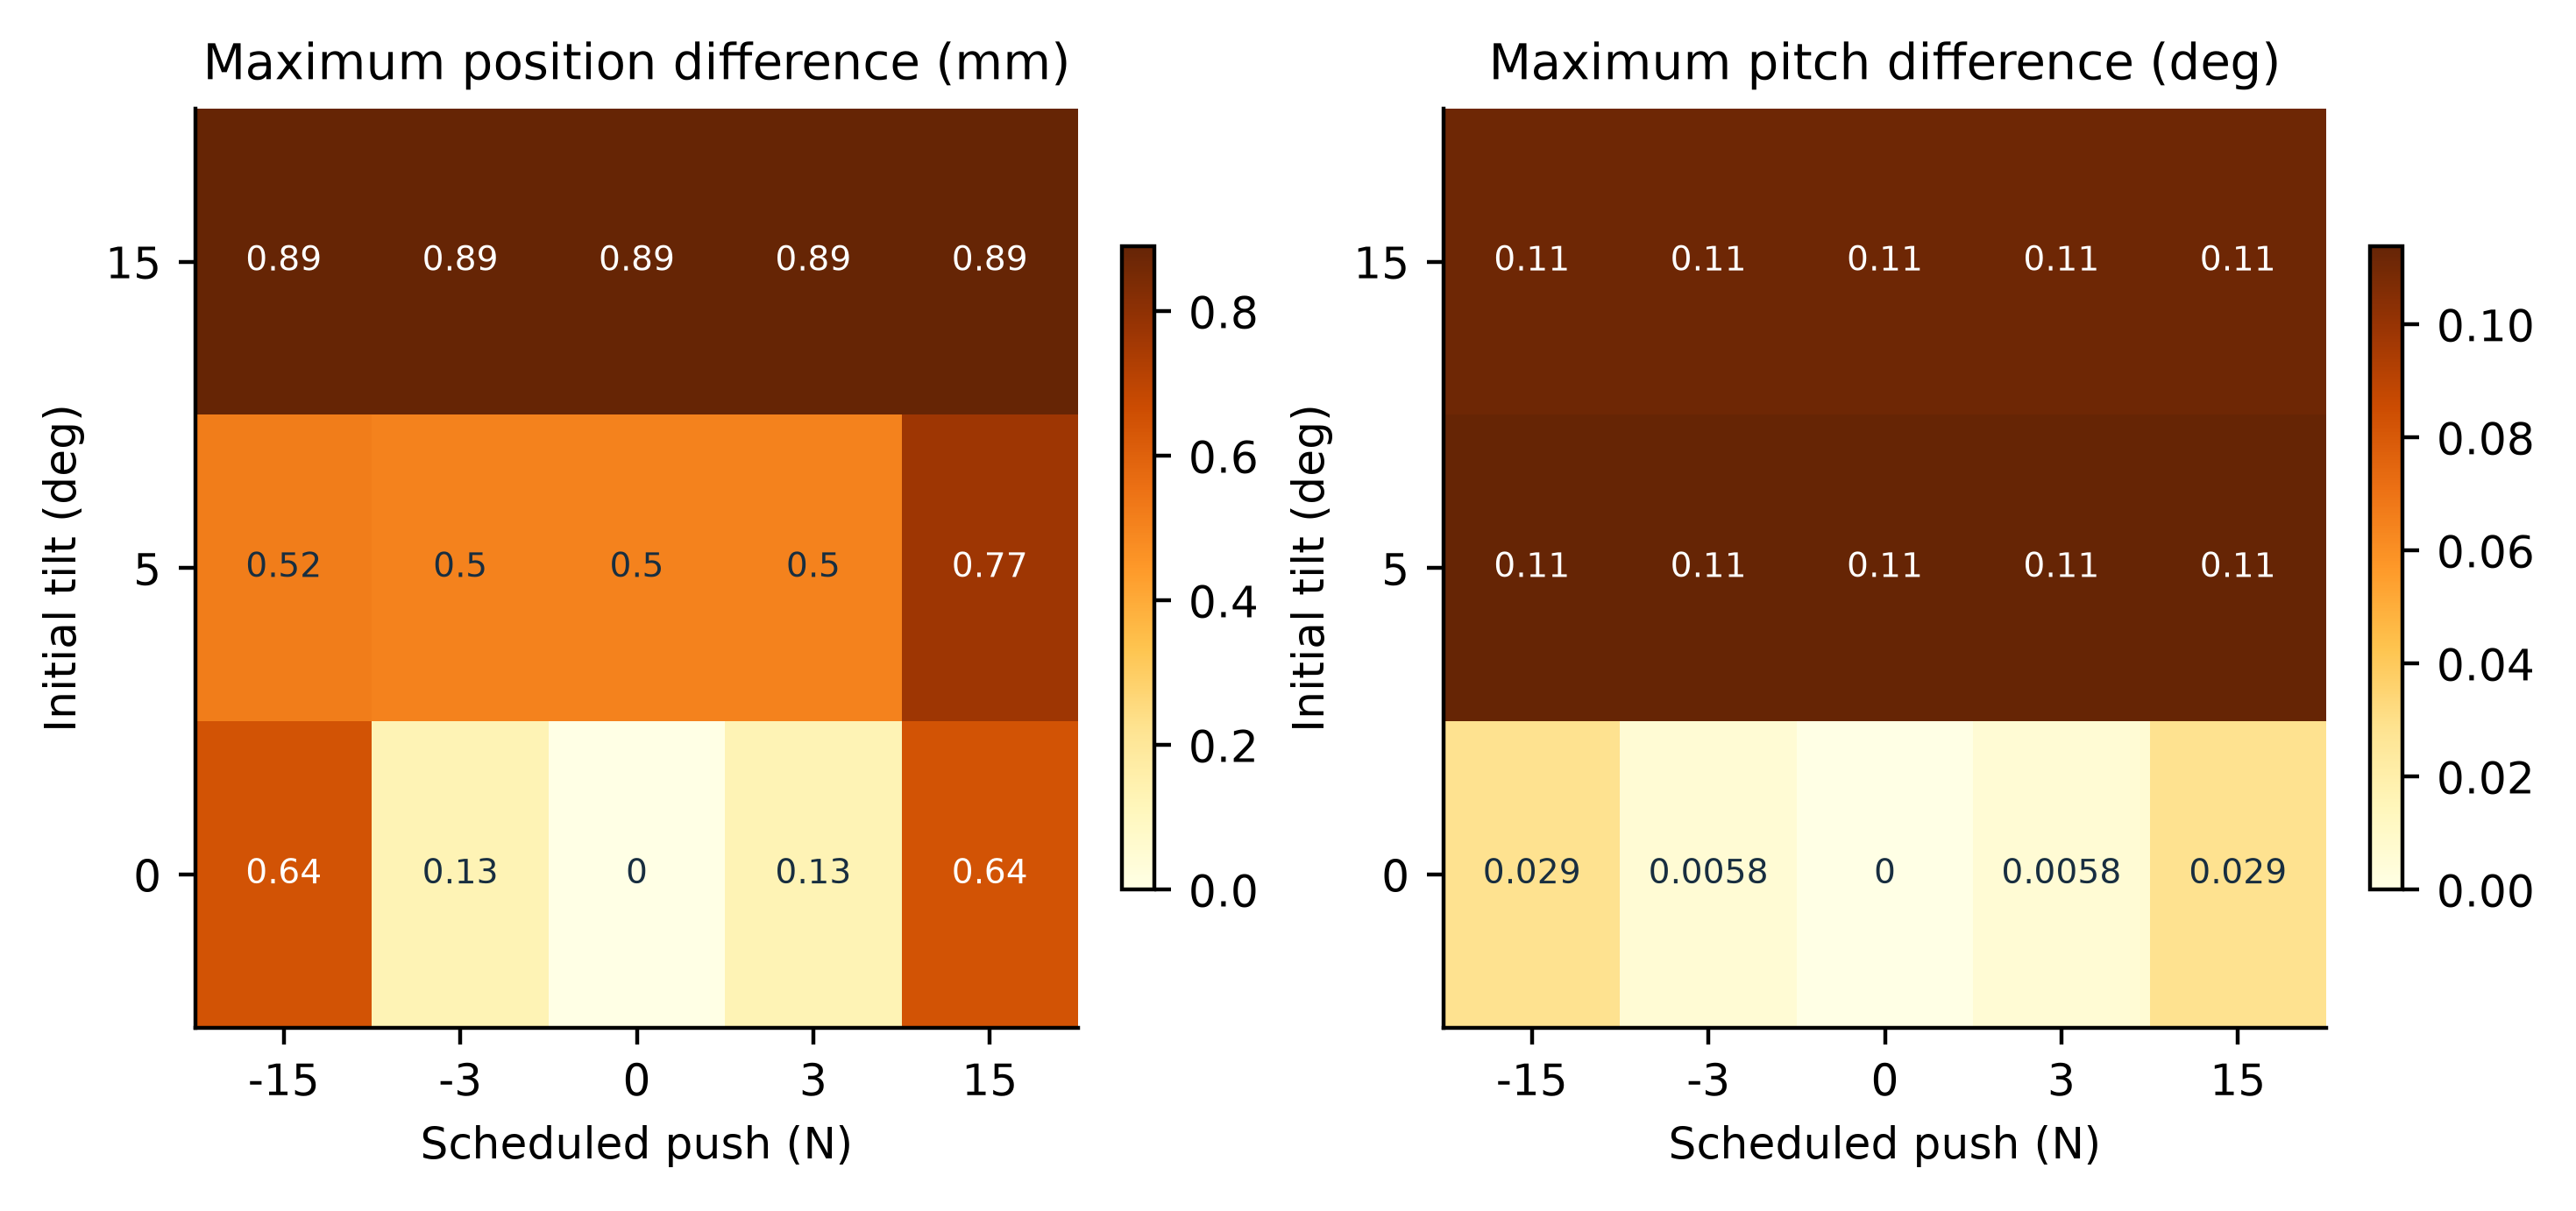 Maximum position difference (mm)
Initial tilt (deg)
15
5
0
0.89 0.89 0.89 0.89 0.89
0.52 0.5 0.5 0.5 0.77
0.64 0.13 0 0.13 0.64
-15 -3 0 3 15
Scheduled push (N)
0.8
0.6
0.4
0.2
0.0
Maximum pitch difference (deg)
Initial tilt (deg)
15
5
0
0.11 0.11 0.11 0.11 0.11
0.11 0.11 0.11 0.11 0.11
0.029 0.0058 0 0.0058 0.029
-15 -3 0 3 15
Scheduled push (N)
0.10
0.08
0.06
0.04
0.02
0.00